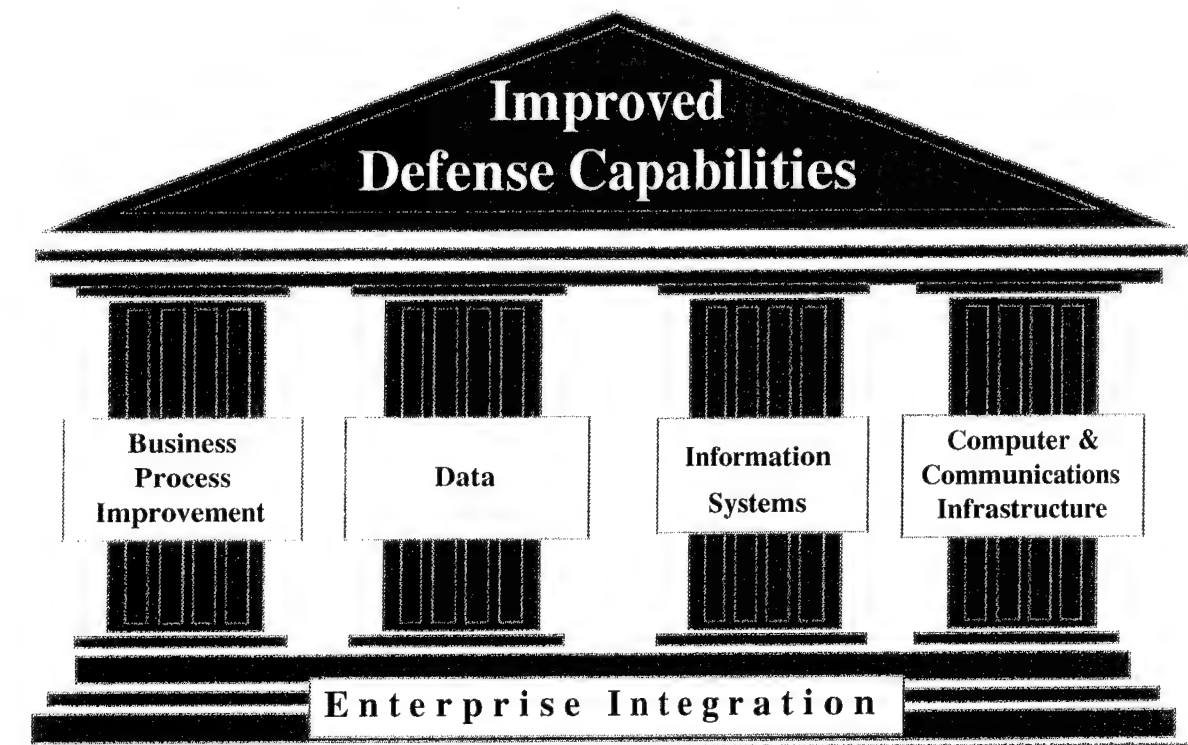 Improved
Defense Capabilities
Business
Process
Improvement
Data
Information
Systems
Computer &
Communications
Infrastructure
Enterprise Integration